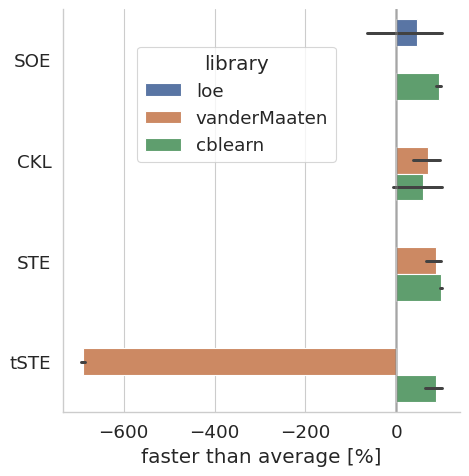 library
loe
vanderMaaten
cblearn
SOE
CKL
STE
tSTE
−600
−400
−200
0
faster than average [%]